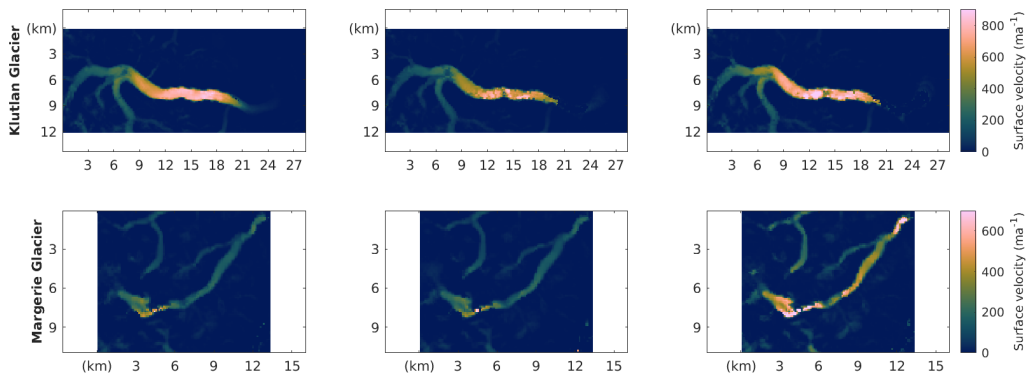 Klutlan Glacier
(km)
3
6
9
12
3 6 9 12 15 18 21 24 27
3
6
9
12
3 6 9 12 15 18 21 24 27
(km)
3
6
9
12
3 6 9 12 15 18 21 24 27
(km)
800
600
400
200
0
Surface velocity (ma⁻¹)
Margerie Glacier
3
6
9
(km) 3 6 9 12 15
3
6
9
(km) 3 6 9 12 15
3
6
9
(km) 3 6 9 12 15
600
400
200
0
Surface velocity (ma⁻¹)